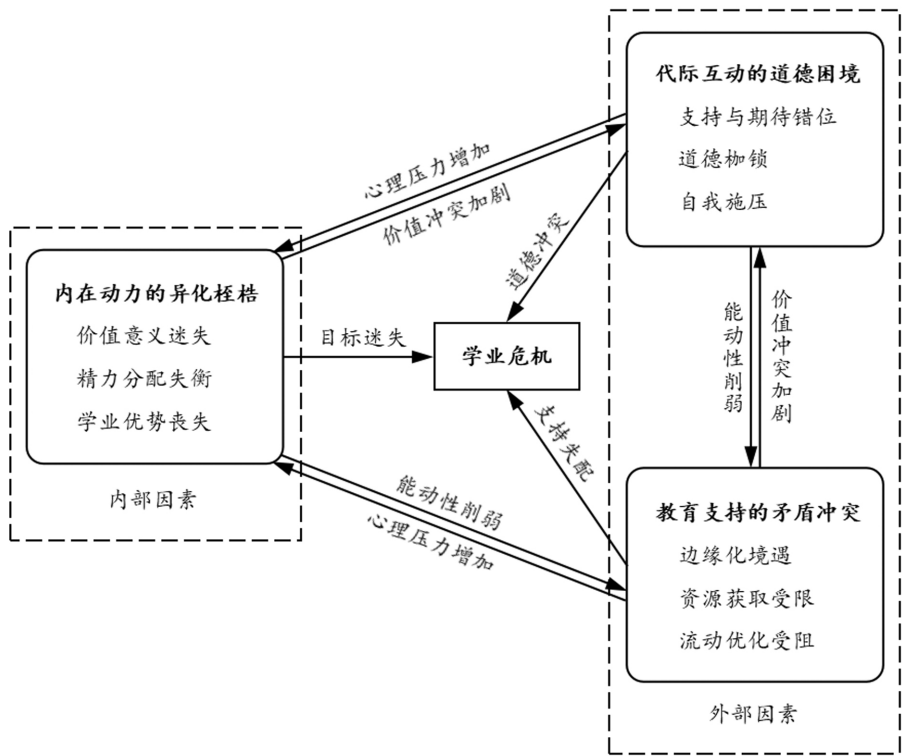 代际互动的道德困境
支持与期待错位
道德枷锁
自我施压
心理压力增加
价值冲突加剧
道德冲突
内在动力的异化桎梏
价值意义迷失
精力分配失衡
学业优势丧失
内部因素
目标迷失
学业危机
能动性削弱
价值冲突加剧
支持失配
能动性削弱
心理压力增加
教育支持的矛盾冲突
边缘化境遇
资源获取受限
流动优化受阻
外部因素